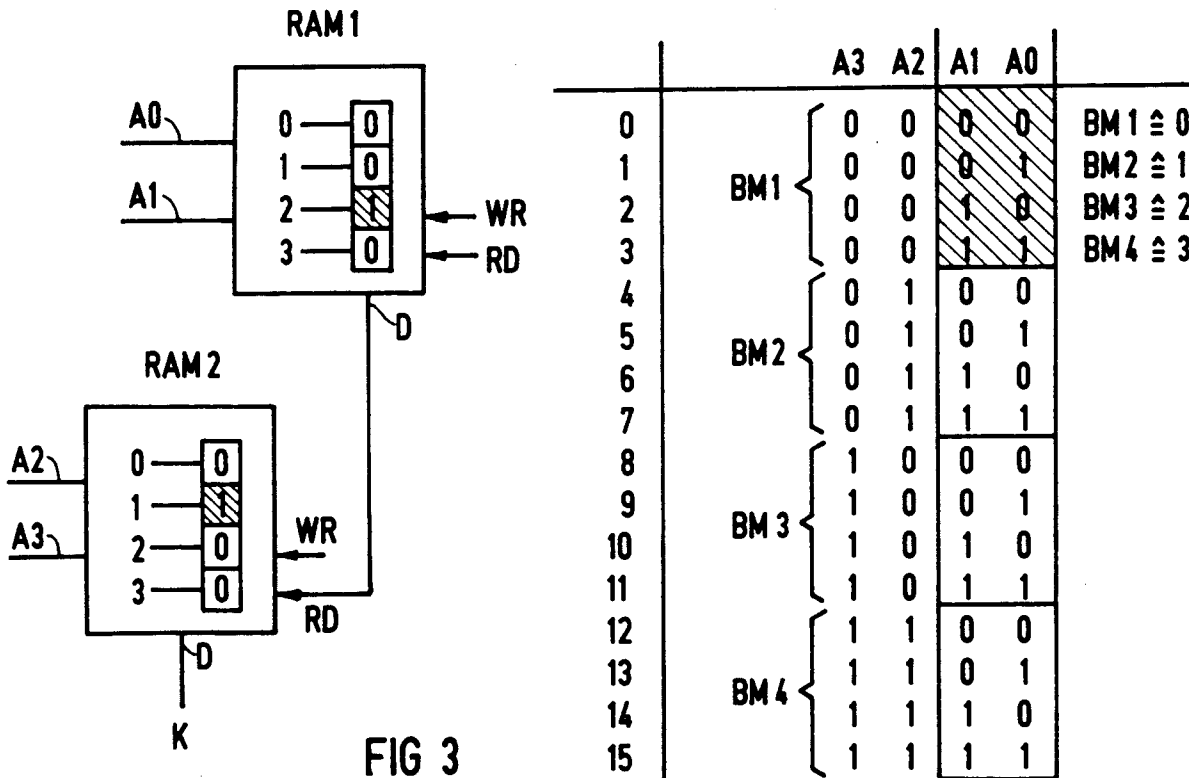 RAM1
A0
A1
0 0
1 0
2 1
3 0
WR
RD
D
RAM2
A2
A3
0 0
1 1
2 0
3 0
WR
RD
D
K
FIG 3
A3 A2 A1 A0
0 0 0 0 0 BM1 ≙ 0
1 0 0 0 1 BM2 ≙ 1
BM1
2 0 0 1 0 BM3 ≙ 2
3 0 0 1 1 BM4 ≙ 3
4 0 1 0 0
5 0 1 0 1
BM2
6 0 1 1 0
7 0 1 1 1
8 1 0 0 0
9 1 0 0 1
BM3
10 1 0 1 0
11 1 0 1 1
12 1 1 0 0
13 1 1 0 1
BM4
14 1 1 1 0
15 1 1 1 1